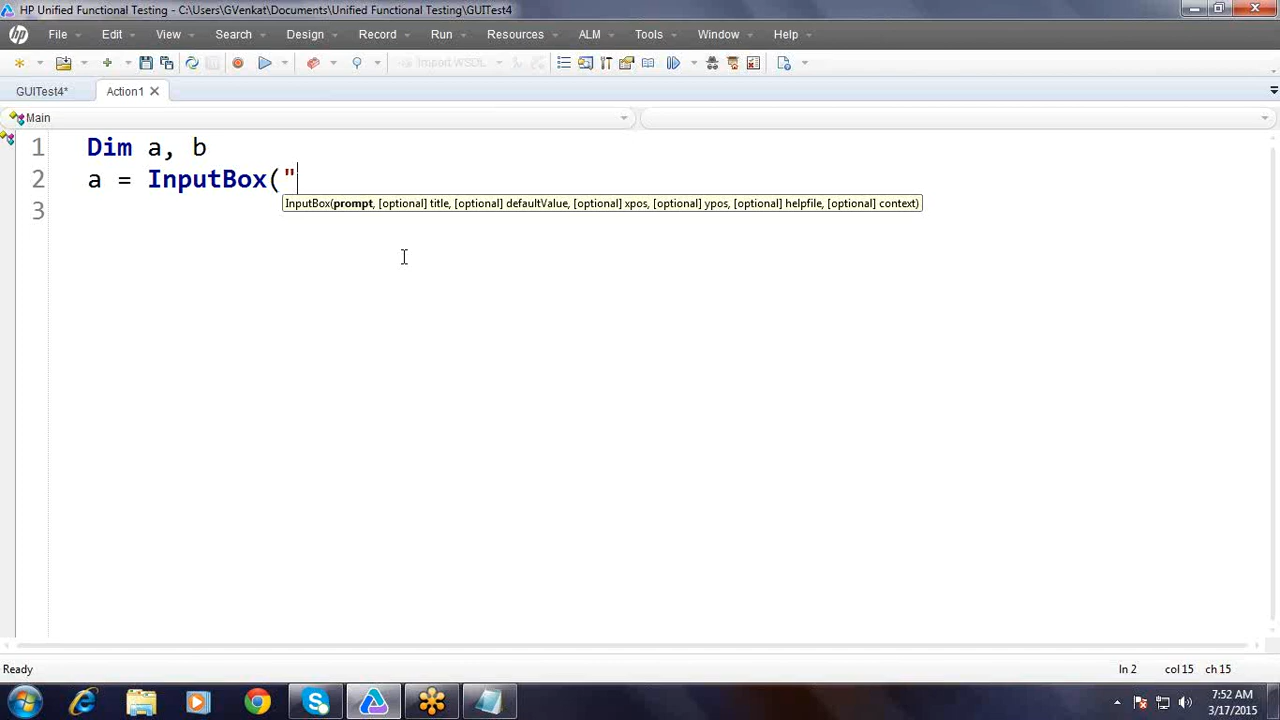 HP Unified Functional Testing - C:\Users\GVenkat\Documents\Unified Functional Testing\GUITest4
File Edit View Search Design Record Run Resources ALM Tools Window Help
Import WSDL
GUITest4* Action1
Main
1 Dim a, b
2 a = InputBox("
InputBox(prompt, [optional] title, [optional] defaultValue, [optional] xpos, [optional] ypos, [optional] helpfile, [optional] context)
3
Ready Ln 2 col 15 ch 15
7:52 AM
3/17/2015